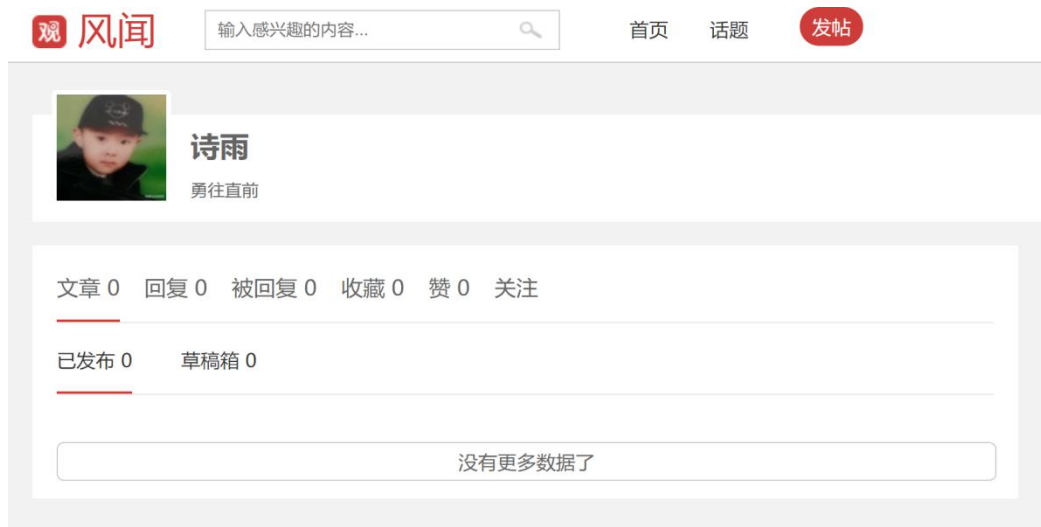 观 风闻 输入感兴趣的内容... 首页 话题 发帖
诗雨
勇往直前
文章 0 回复 0 被回复 0 收藏 0 赞 0 关注
已发布 0 草稿箱 0
没有更多数据了